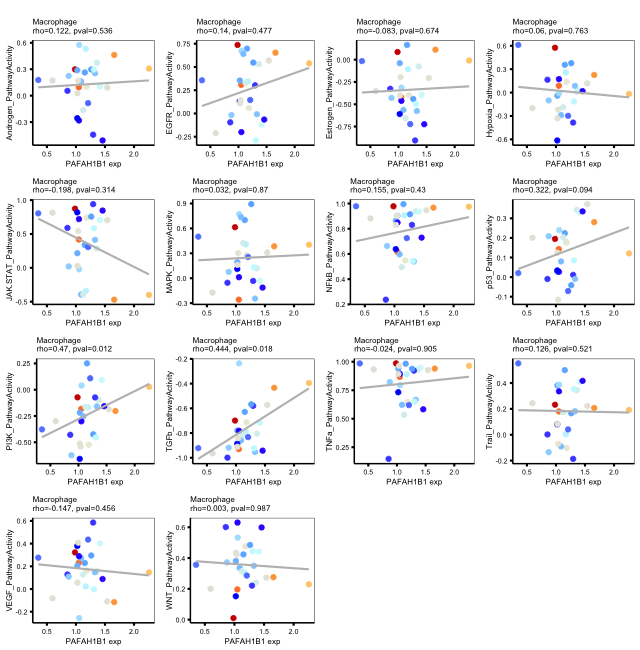 Macrophage
rho=0.122, pval=0.536
Androgen_PathwayActivity
0.6
0.3
0.0
-0.3
0.5
1.0
1.5
2.0
PAFAH1B1 exp
Macrophage
rho=0.14, pval=0.477
EGFR_PathwayActivity
0.75
0.50
0.25
0.00
-0.25
0.5
1.0
1.5
2.0
PAFAH1B1 exp
Macrophage
rho=-0.083, pval=0.674
Estrogen_PathwayActivity
0.00
-0.25
-0.50
-0.75
0.5
1.0
1.5
2.0
PAFAH1B1 exp
Macrophage
rho=0.06, pval=0.763
Hypoxia_PathwayActivity
0.6
0.3
0.0
-0.3
-0.6
0.5
1.0
1.5
2.0
PAFAH1B1 exp
Macrophage
rho=-0.198, pval=0.314
JAK-STAT_PathwayActivity
1.0
0.5
0.0
-0.5
0.5
1.0
1.5
2.0
PAFAH1B1 exp
Macrophage
rho=0.032, pval=0.87
MAPK_PathwayActivity
0.9
0.6
0.3
0.0
-0.3
0.5
1.0
1.5
2.0
PAFAH1B1 exp
Macrophage
rho=0.155, pval=0.43
NFkB_PathwayActivity
1.0
0.8
0.6
0.4
0.2
0.5
1.0
1.5
2.0
PAFAH1B1 exp
Macrophage
rho=0.322, pval=0.094
p53_PathwayActivity
0.3
0.2
0.1
0.0
-0.1
0.5
1.0
1.5
2.0
PAFAH1B1 exp
Macrophage
rho=0.47, pval=0.012
PI3K_PathwayActivity
0.25
0.00
-0.25
-0.50
0.5
1.0
1.5
2.0
PAFAH1B1 exp
Macrophage
rho=0.444, pval=0.018
TGFb_PathwayActivity
-0.2
-0.4
-0.6
-0.8
-1.0
0.5
1.0
1.5
2.0
PAFAH1B1 exp
Macrophage
rho=-0.024, pval=0.905
TNFa_PathwayActivity
1.00
0.75
0.50
0.25
0.5
1.0
1.5
2.0
PAFAH1B1 exp
Macrophage
rho=0.126, pval=0.521
Trail_PathwayActivity
0.4
0.2
0.0
-0.2
0.5
1.0
1.5
2.0
PAFAH1B1 exp
Macrophage
rho=-0.147, pval=0.456
VEGF_PathwayActivity
0.6
0.4
0.2
0.0
-0.2
0.5
1.0
1.5
2.0
PAFAH1B1 exp
Macrophage
rho=0.003, pval=0.987
WNT_PathwayActivity
0.6
0.4
0.2
0.0
0.5
1.0
1.5
2.0
PAFAH1B1 exp